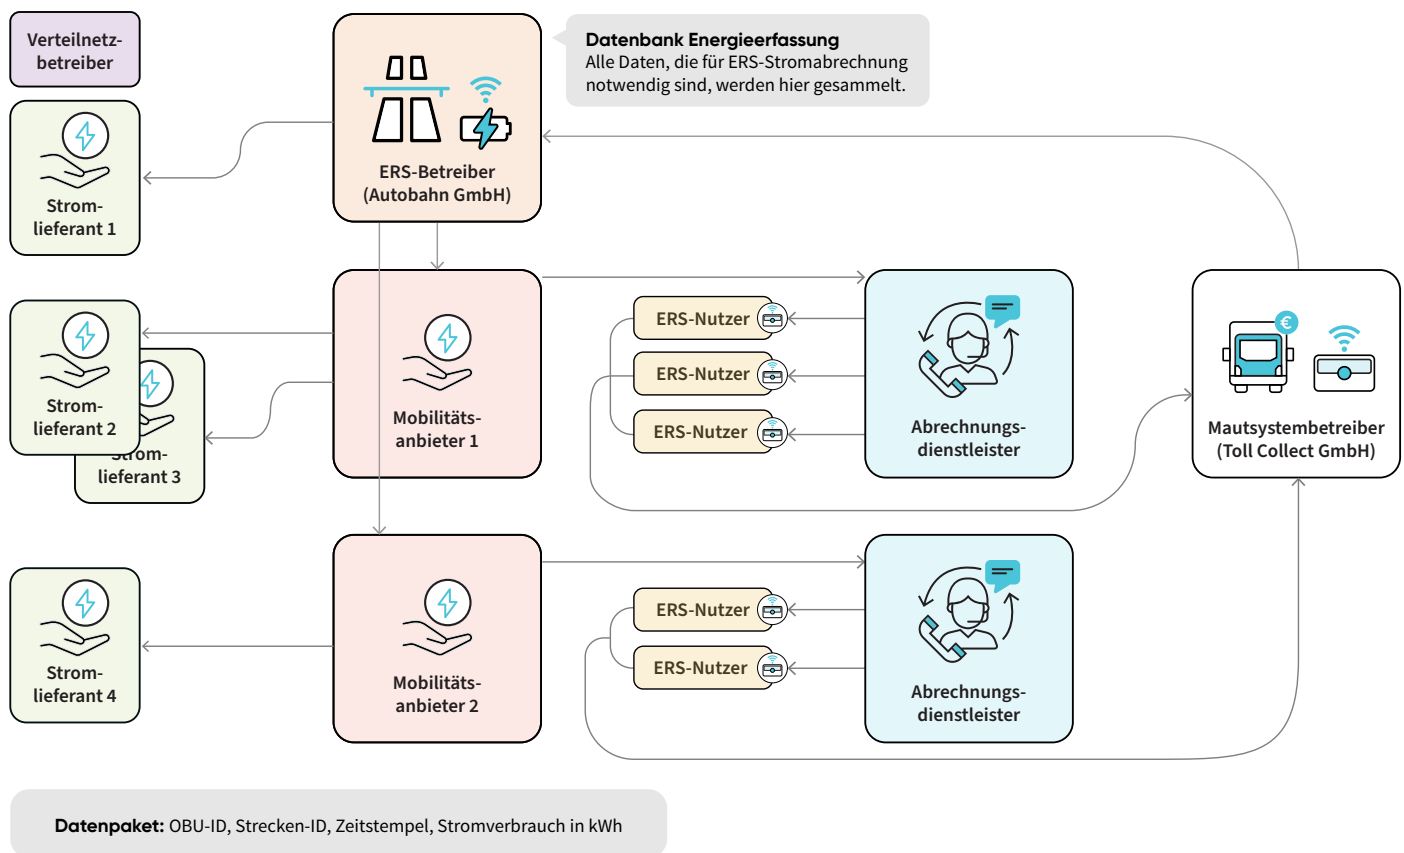 Verteilnetz-
betreiber
Datenbank Energieerfassung
Alle Daten, die für ERS-Stromabrechnung
notwendig sind, werden hier gesammelt.
ERS-Betreiber
(Autobahn GmbH)
Strom-
lieferant 1
Strom-
lieferant 2
Strom-
lieferant 3
Mobilitäts-
anbieter 1
ERS-Nutzer
ERS-Nutzer
ERS-Nutzer
Abrechnungs-
dienstleister
€
Mautsystembetreiber
(Toll Collect GmbH)
Strom-
lieferant 4
Mobilitäts-
anbieter 2
ERS-Nutzer
ERS-Nutzer
Abrechnungs-
dienstleister
Datenpaket: OBU-ID, Strecken-ID, Zeitstempel, Stromverbrauch in kWh